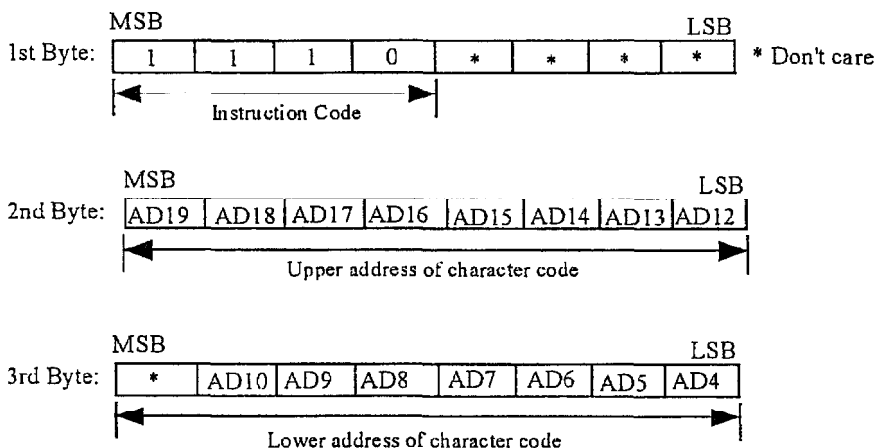 MSB LSB
1st Byte: 1 1 1 0 * * * * * Don't care
Instruction Code
MSB LSB
2nd Byte: AD19 AD18 AD17 AD16 AD15 AD14 AD13 AD12
Upper address of character code
MSB LSB
3rd Byte: * AD10 AD9 AD8 AD7 AD6 AD5 AD4
Lower address of character code